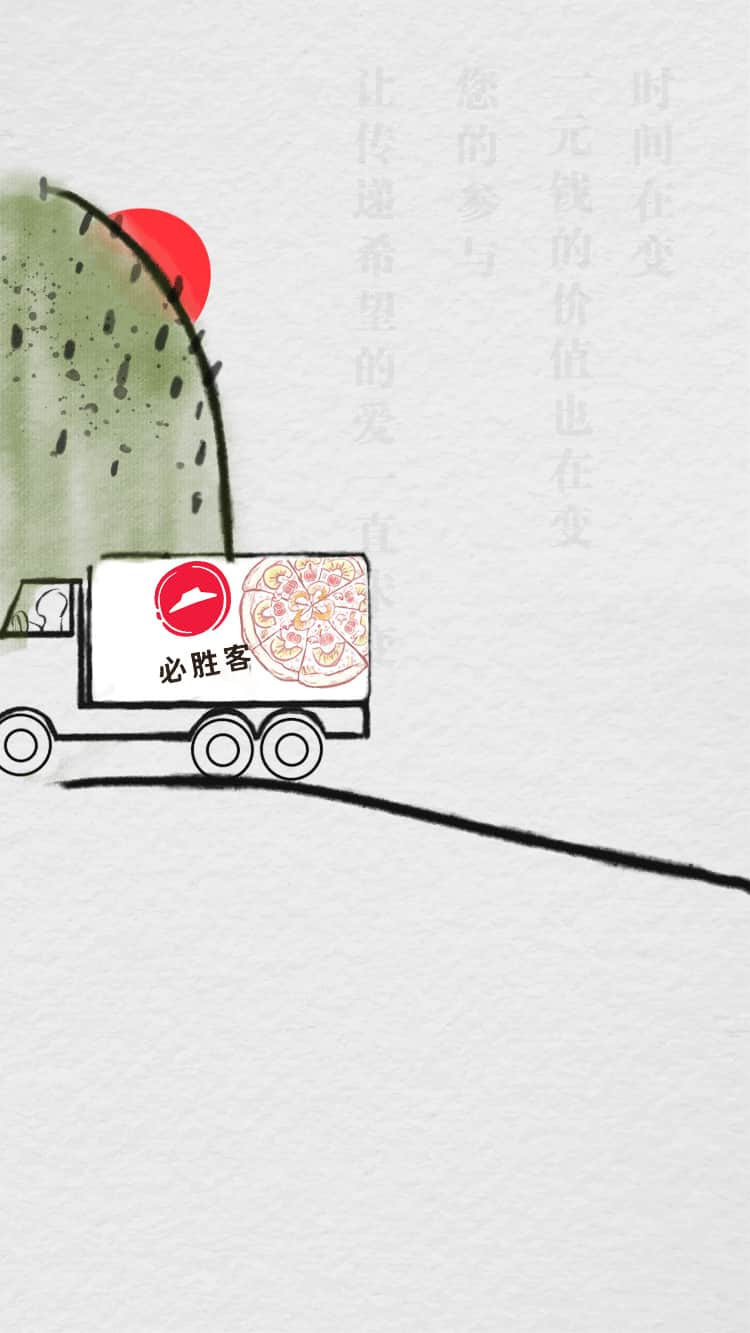 时间在变
一元钱的价值也在变
您的参与
让传递希望的爱一直未变
必胜客